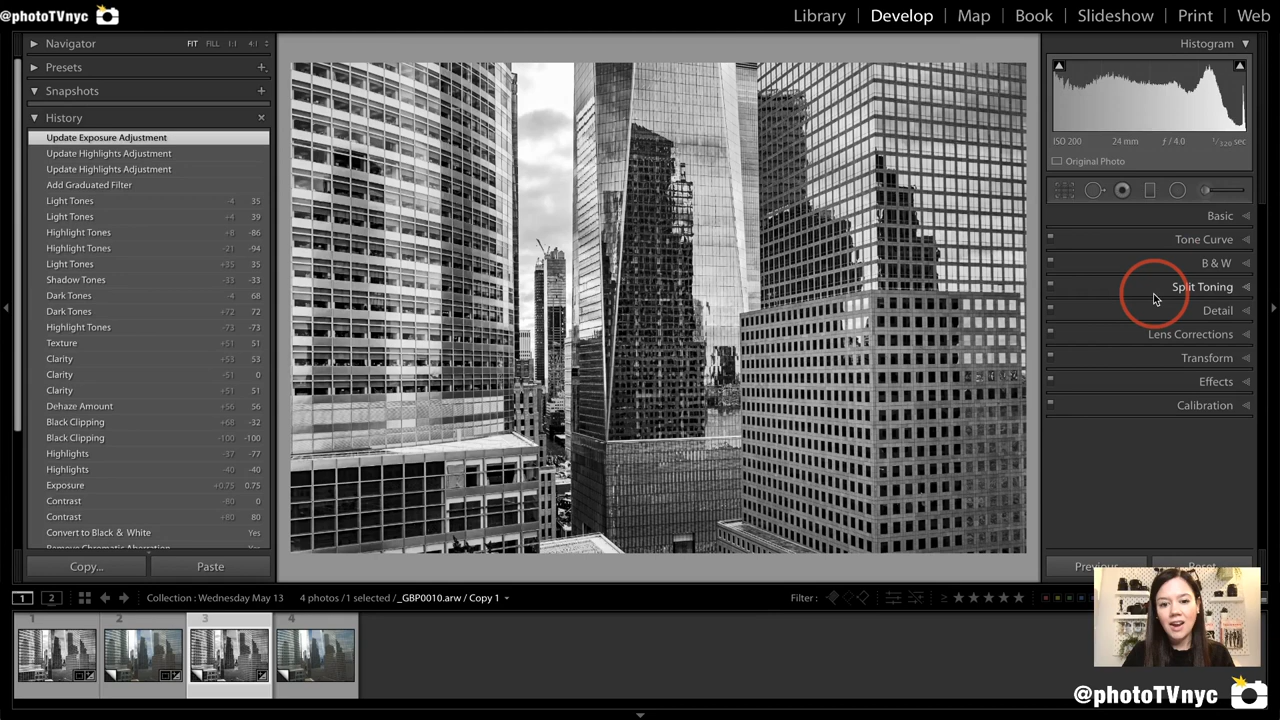 @phototvnyc
Library | Develop | Map | Book | Slideshow | Print | Web
Navigator FIT FILL 1:1 4:1
Presets +
Snapshots +
History ×
Update Exposure Adjustment
Update Highlights Adjustment
Update Highlights Adjustment
Add Graduated Filter
Light Tones -4 35
Light Tones +4 39
Highlight Tones +8 -86
Highlight Tones -21 -94
Light Tones +35 35
Shadow Tones -33 -33
Dark Tones -4 68
Dark Tones +72 72
Highlight Tones -73 -73
Texture +51 51
Clarity +53 53
Clarity -51 0
Clarity +51 51
Dehaze Amount +56 56
Black Clipping +68 -32
Black Clipping -100 -100
Highlights -37 -77
Highlights -40 -40
Exposure +0.75 0.75
Contrast -80 0
Contrast +80 80
Convert to Black & White Yes
Copy... Paste
Histogram
ISO 200 24 mm ƒ / 4.0 1/320 sec
Original Photo
Basic
Tone Curve
B & W
Split Toning
Detail
Lens Corrections
Transform
Effects
Calibration
1 2 Collection : Wednesday May 13 4 photos /1 selected /_GBP0010.arw / Copy 1 Filter : ≥ ★★★★★
1 2 3 4
@phototvnyc